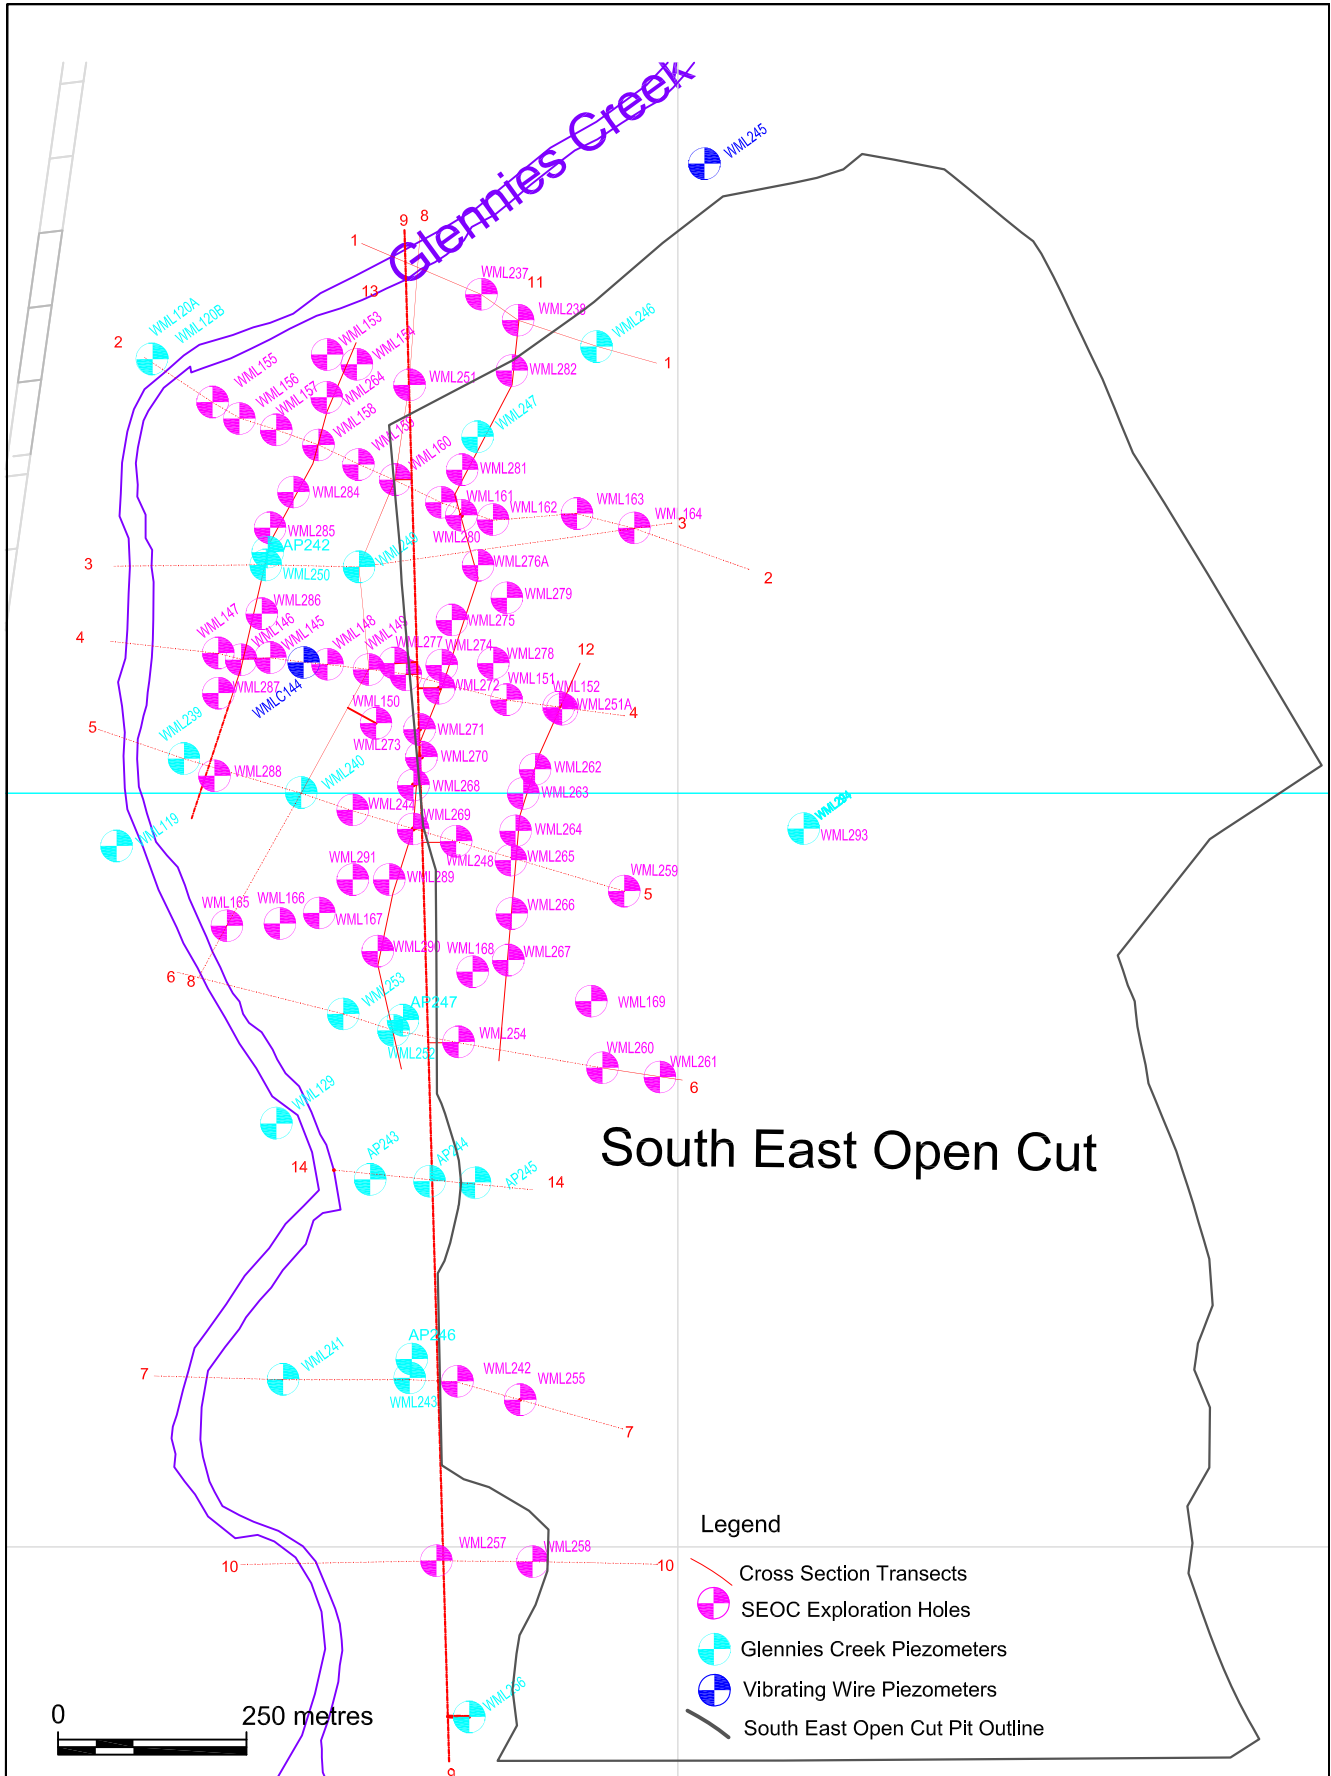 Glennies Creek
WML245
9
8
1
WML237
11
13
WML238
WML120A
WML120B
2
WML153
WML154
WML246
1
WML282
WML155
WML156
WML157
WML264
WML251
WML158
WML159
WML160
WML247
WML281
WML284
WML161
WML162
WML163
WML164
3
WML285
WML280
AP242
WML249
3
WML250
WML276A
2
WML279
WML286
WML275
WML147
WML146
WML145
4
WML148
WML149
WML277
WML274
WML278
12
WML287
WMLC144
WML272
WML151
WML152
WML251A
4
WML150
WML273
WML271
5
WML239
WML270
WML288
WML240
WML268
WML262
WML263
WML244
WML269
WML264
WML294
WML293
WML119
WML248
WML265
WML291
WML289
WML259
5
WML165
WML166
WML167
WML266
WML290
WML168
WML267
6
8
WML253
AP247
WML169
WML252
WML254
WML260
WML261
6
WML129
South East Open Cut
14
AP243
AP244
AP245
14
AP246
7
WML241
WML243
WML242
WML255
7
WML257
WML258
10
10
WML236
9
Legend
Cross Section Transects
SEOC Exploration Holes
Glennies Creek Piezometers
Vibrating Wire Piezometers
South East Open Cut Pit Outline
0
250 metres